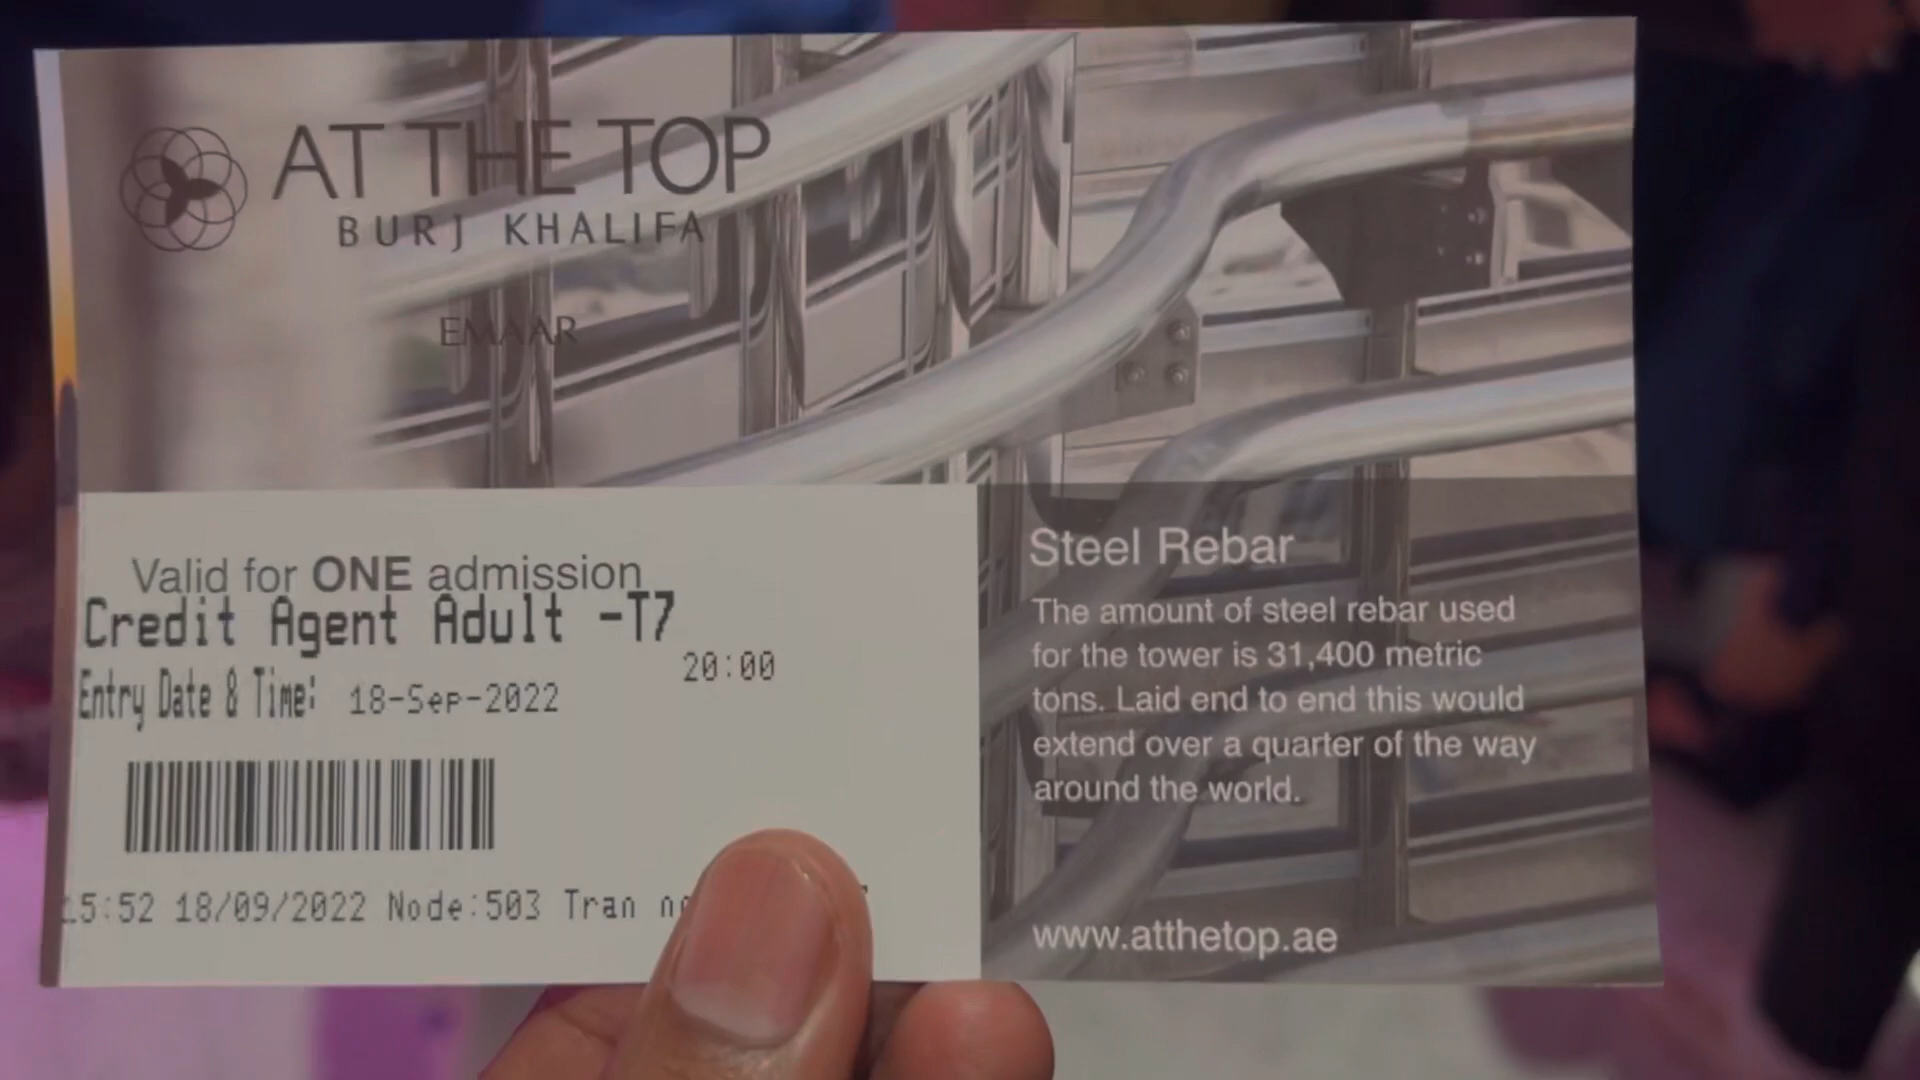 AT THE TOP
BURJ KHALIFA
EMAAR
Valid for ONE admission
Credit Agent Adult -T7
20:00
Entry Date & Time: 18-Sep-2022
15:52 18/09/2022 Node:503 Tran
Steel Rebar
The amount of steel rebar used
for the tower is 31,400 metric
tons. Laid end to end this would
extend over a quarter of the way
around the world.
www.atthetop.ae